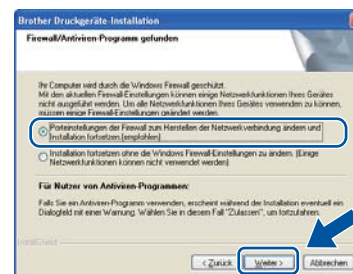 Brother Druckgeräte-Installation
Firewall/Antiviren-Programm gefunden
Ihr Computer wird durch die Windows Firewall geschützt.
Mit den aktuellen Firewall-Einstellungen können einige Netzwerkfunktionen Ihres Gerätes
nicht ausgeführt werden. Um alle Netzwerkfunktionen Ihres Gerätes verwenden zu können,
müssen einige Firewall-Einstellungen geändert werden.
Porteinstellungen der Firewall zum Herstellen der Netzwerkverbindung ändern und
Installation fortsetzen.(empfohlen)
Installation fortsetzen ohne die Windows Firewall-Einstellungen zu ändern. (Einige
Netzwerkfunktionen können nicht verwendet werden)
Für Nutzer von Antiviren-Programmen:
Falls Sie ein Antiviren-Programm verwenden, erscheint während der Installation eventuell ein
Dialogfeld mit einer Warnung. Wählen Sie in diesem Fall "Zulassen", um fortzufahren.
InstallShield
< Zurück Weiter > Abbrechen